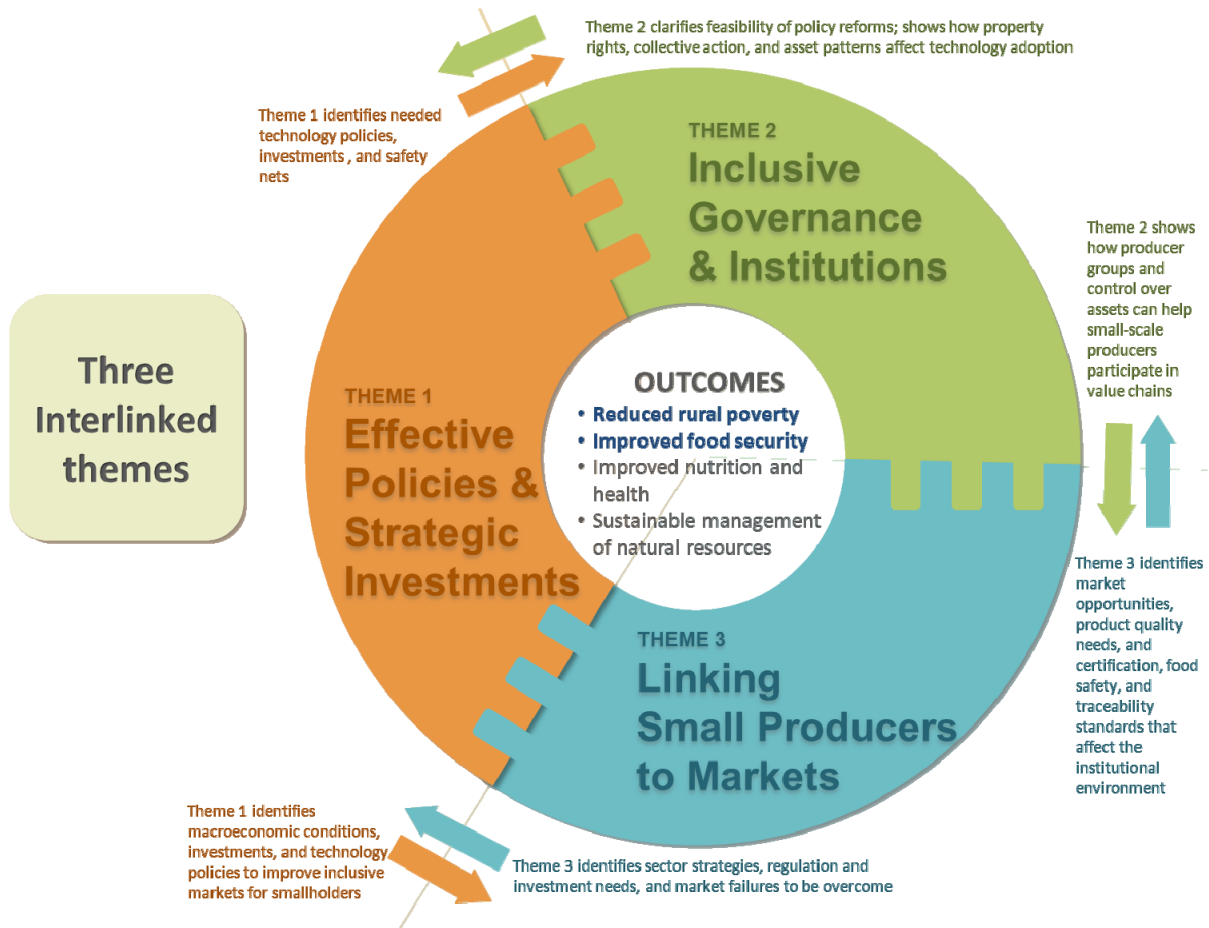 Theme 2 clarifies feasibility of policy reforms; shows how property
rights, collective action, and asset patterns affect technology adoption
Theme 1 identifies needed
technology policies,
investments , and safety
nets
THEME 2
Inclusive
Governance
& Institutions
Theme 2 shows
how producer
groups and
control over
assets can help
small-scale
producers
participate in
value chains
Three
Interlinked
themes
THEME 1
Effective
Policies &
Strategic
Investments
OUTCOMES
• Reduced rural poverty
• Improved food security
• Improved nutrition and
health
• Sustainable management
of natural resources
THEME 3
Linking
Small Producers
to Markets
Theme 3 identifies
market
opportunities,
product quality
needs, and
certification, food
safety, and
traceability
standards that
affect the
institutional
environment
Theme 1 identifies
macroeconomic conditions,
investments, and technology
policies to improve inclusive
markets for smallholders
Theme 3 identifies sector strategies, regulation and
investment needs, and market failures to be overcome